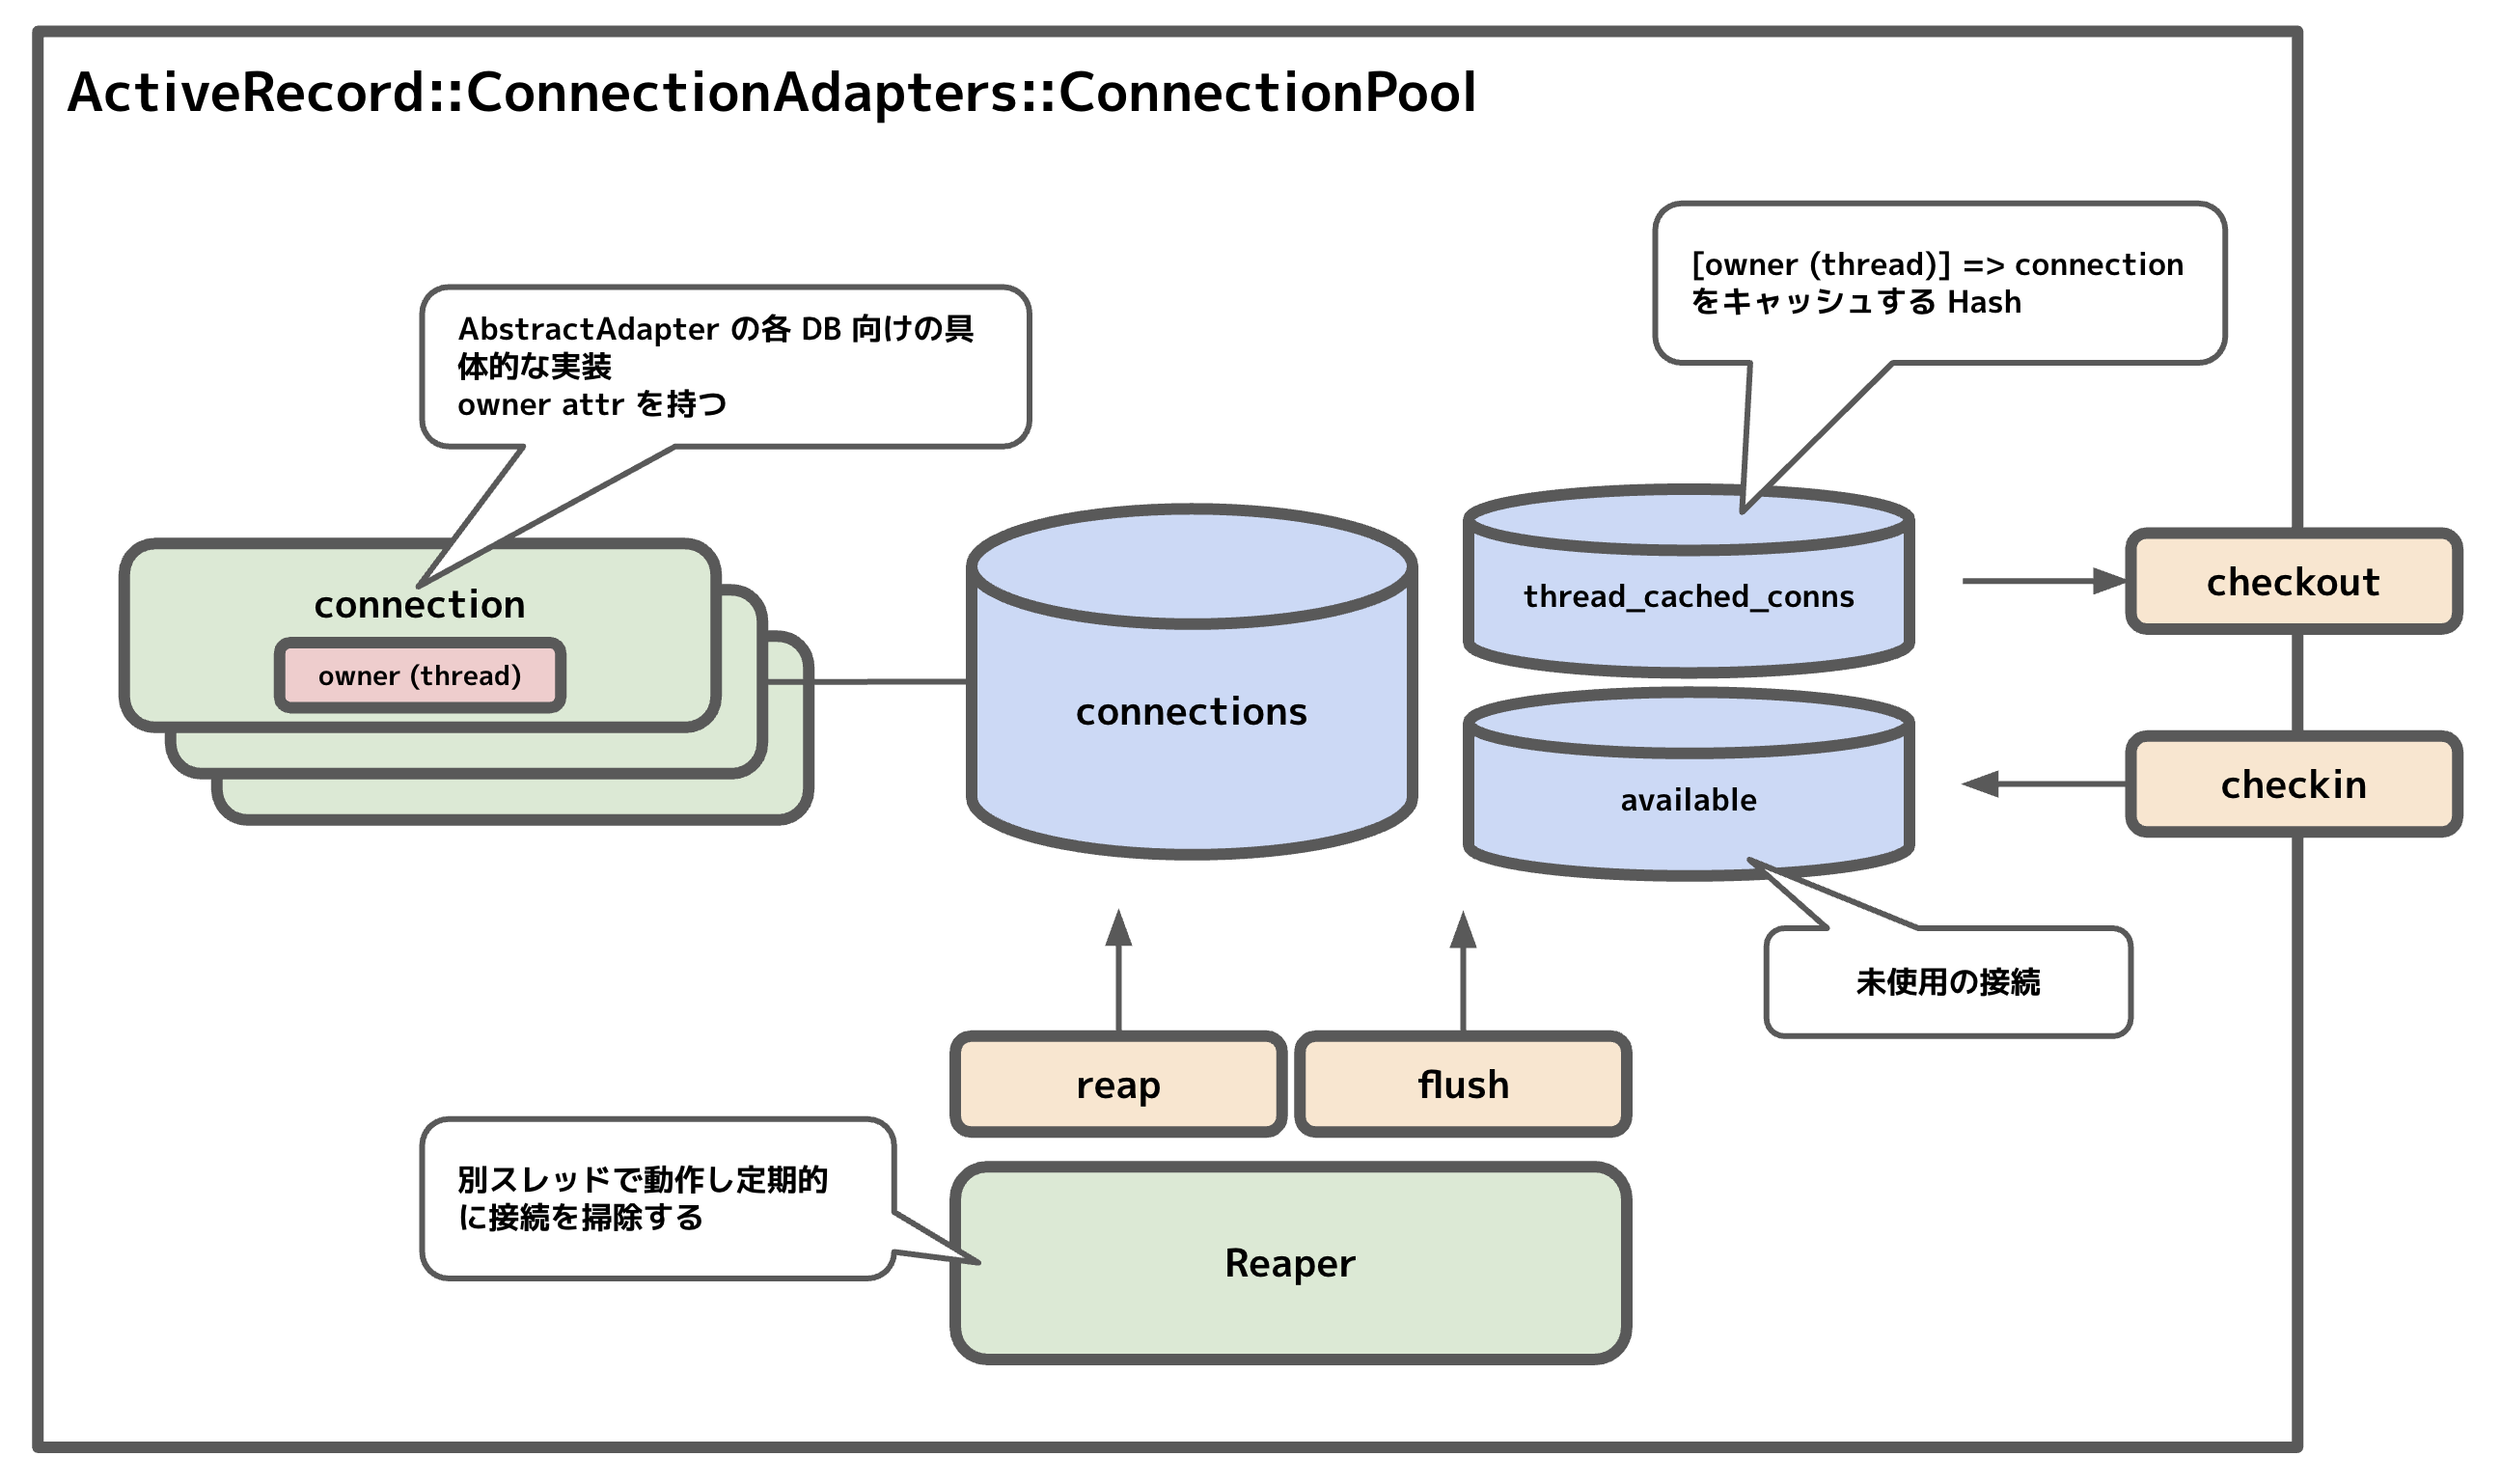 ActiveRecord::ConnectionAdapters::ConnectionPool
[owner (thread)] => connection
をキャッシュする Hash
AbstractAdapter の各 DB 向けの具
体的な実装
owner attr を持つ
connection
owner (thread)
connections
thread_cached_conns
available
checkout
checkin
未使用の接続
reap
flush
別スレッドで動作し定期的
に接続を掃除する
Reaper